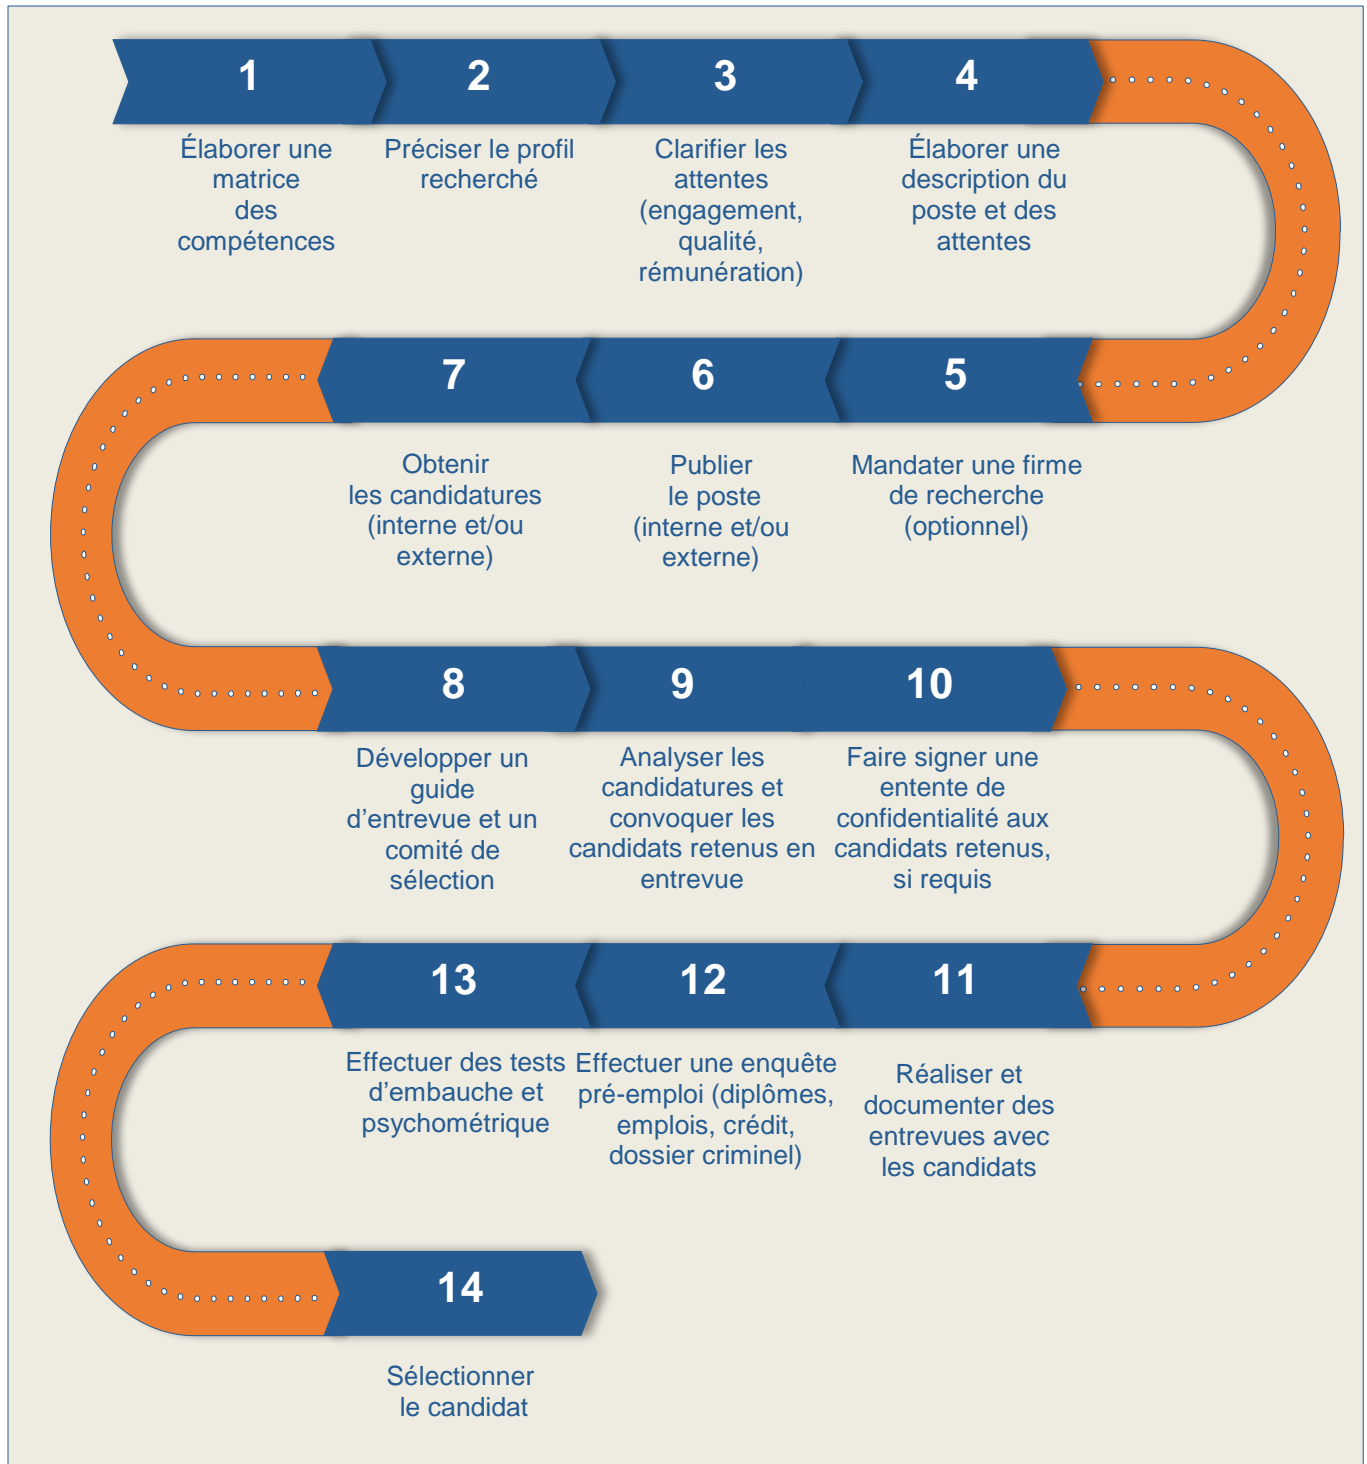 1
Élaborer une
matrice
des
compétences
2
Préciser le profil
recherché
3
Clarifier les
attentes
(engagement,
qualité,
rémunération)
4
Élaborer une
description du
poste et des
attentes
5
Mandater une firme
de recherche
(optionnel)
6
Publier
le poste
(interne et/ou
externe)
7
Obtenir
les candidatures
(interne et/ou
externe)
8
Développer un
guide
d’entrevue et un
comité de
sélection
9
Analyser les
candidatures et
convoquer les
candidats retenus en
entrevue
10
Faire signer une
entente de
confidentialité aux
candidats retenus,
si requis
11
Réaliser et
documenter des
entrevues avec
les candidats
12
Effectuer une enquête
pré-emploi (diplômes,
emplois, crédit,
dossier criminel)
13
Effectuer des tests
d’embauche et
psychométrique
14
Sélectionner
le candidat